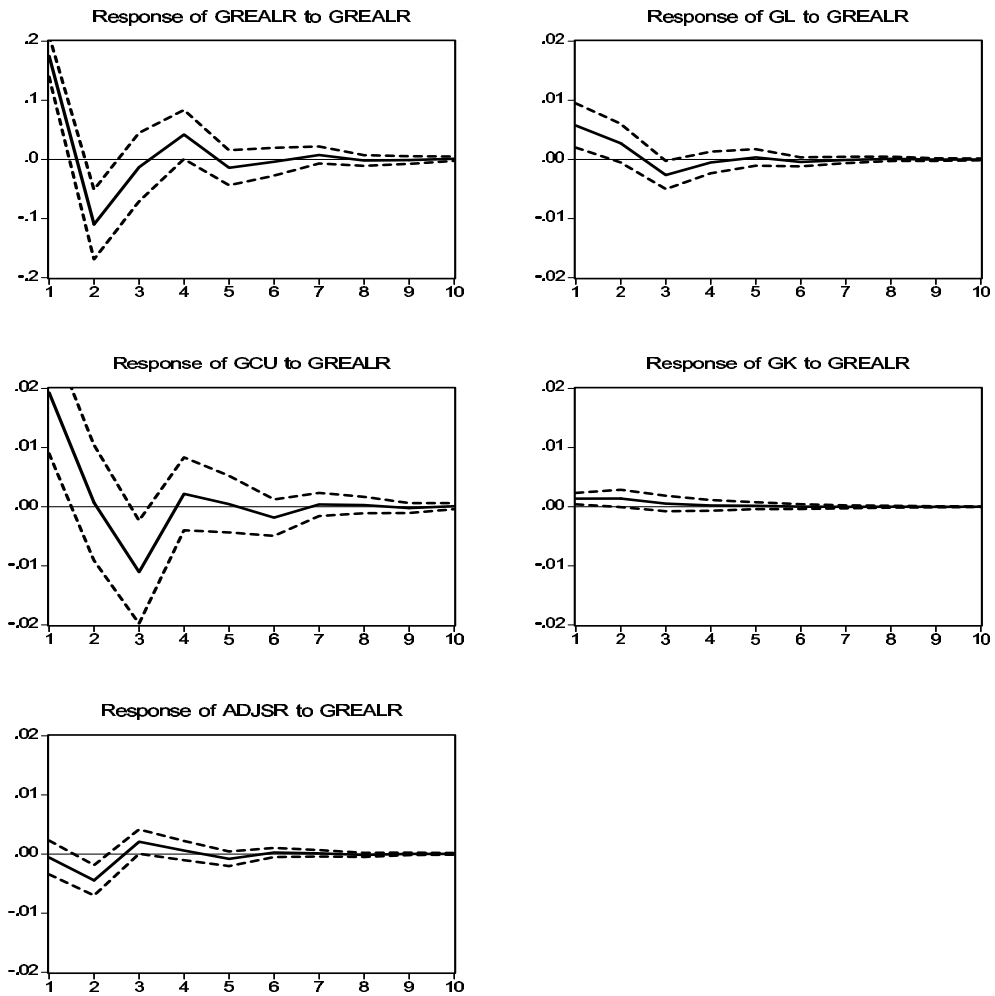 Response of GREALR to GREALR
.2
.1
.0
-.1
-.2
1 2 3 4 5 6 7 8 9 10
Response of GL to GREALR
.02
.01
.00
-.01
-.02
1 2 3 4 5 6 7 8 9 10
Response of GCU to GREALR
.02
.01
.00
-.01
-.02
1 2 3 4 5 6 7 8 9 10
Response of GK to GREALR
.02
.01
.00
-.01
-.02
1 2 3 4 5 6 7 8 9 10
Response of ADJSR to GREALR
.02
.01
.00
-.01
-.02
1 2 3 4 5 6 7 8 9 10